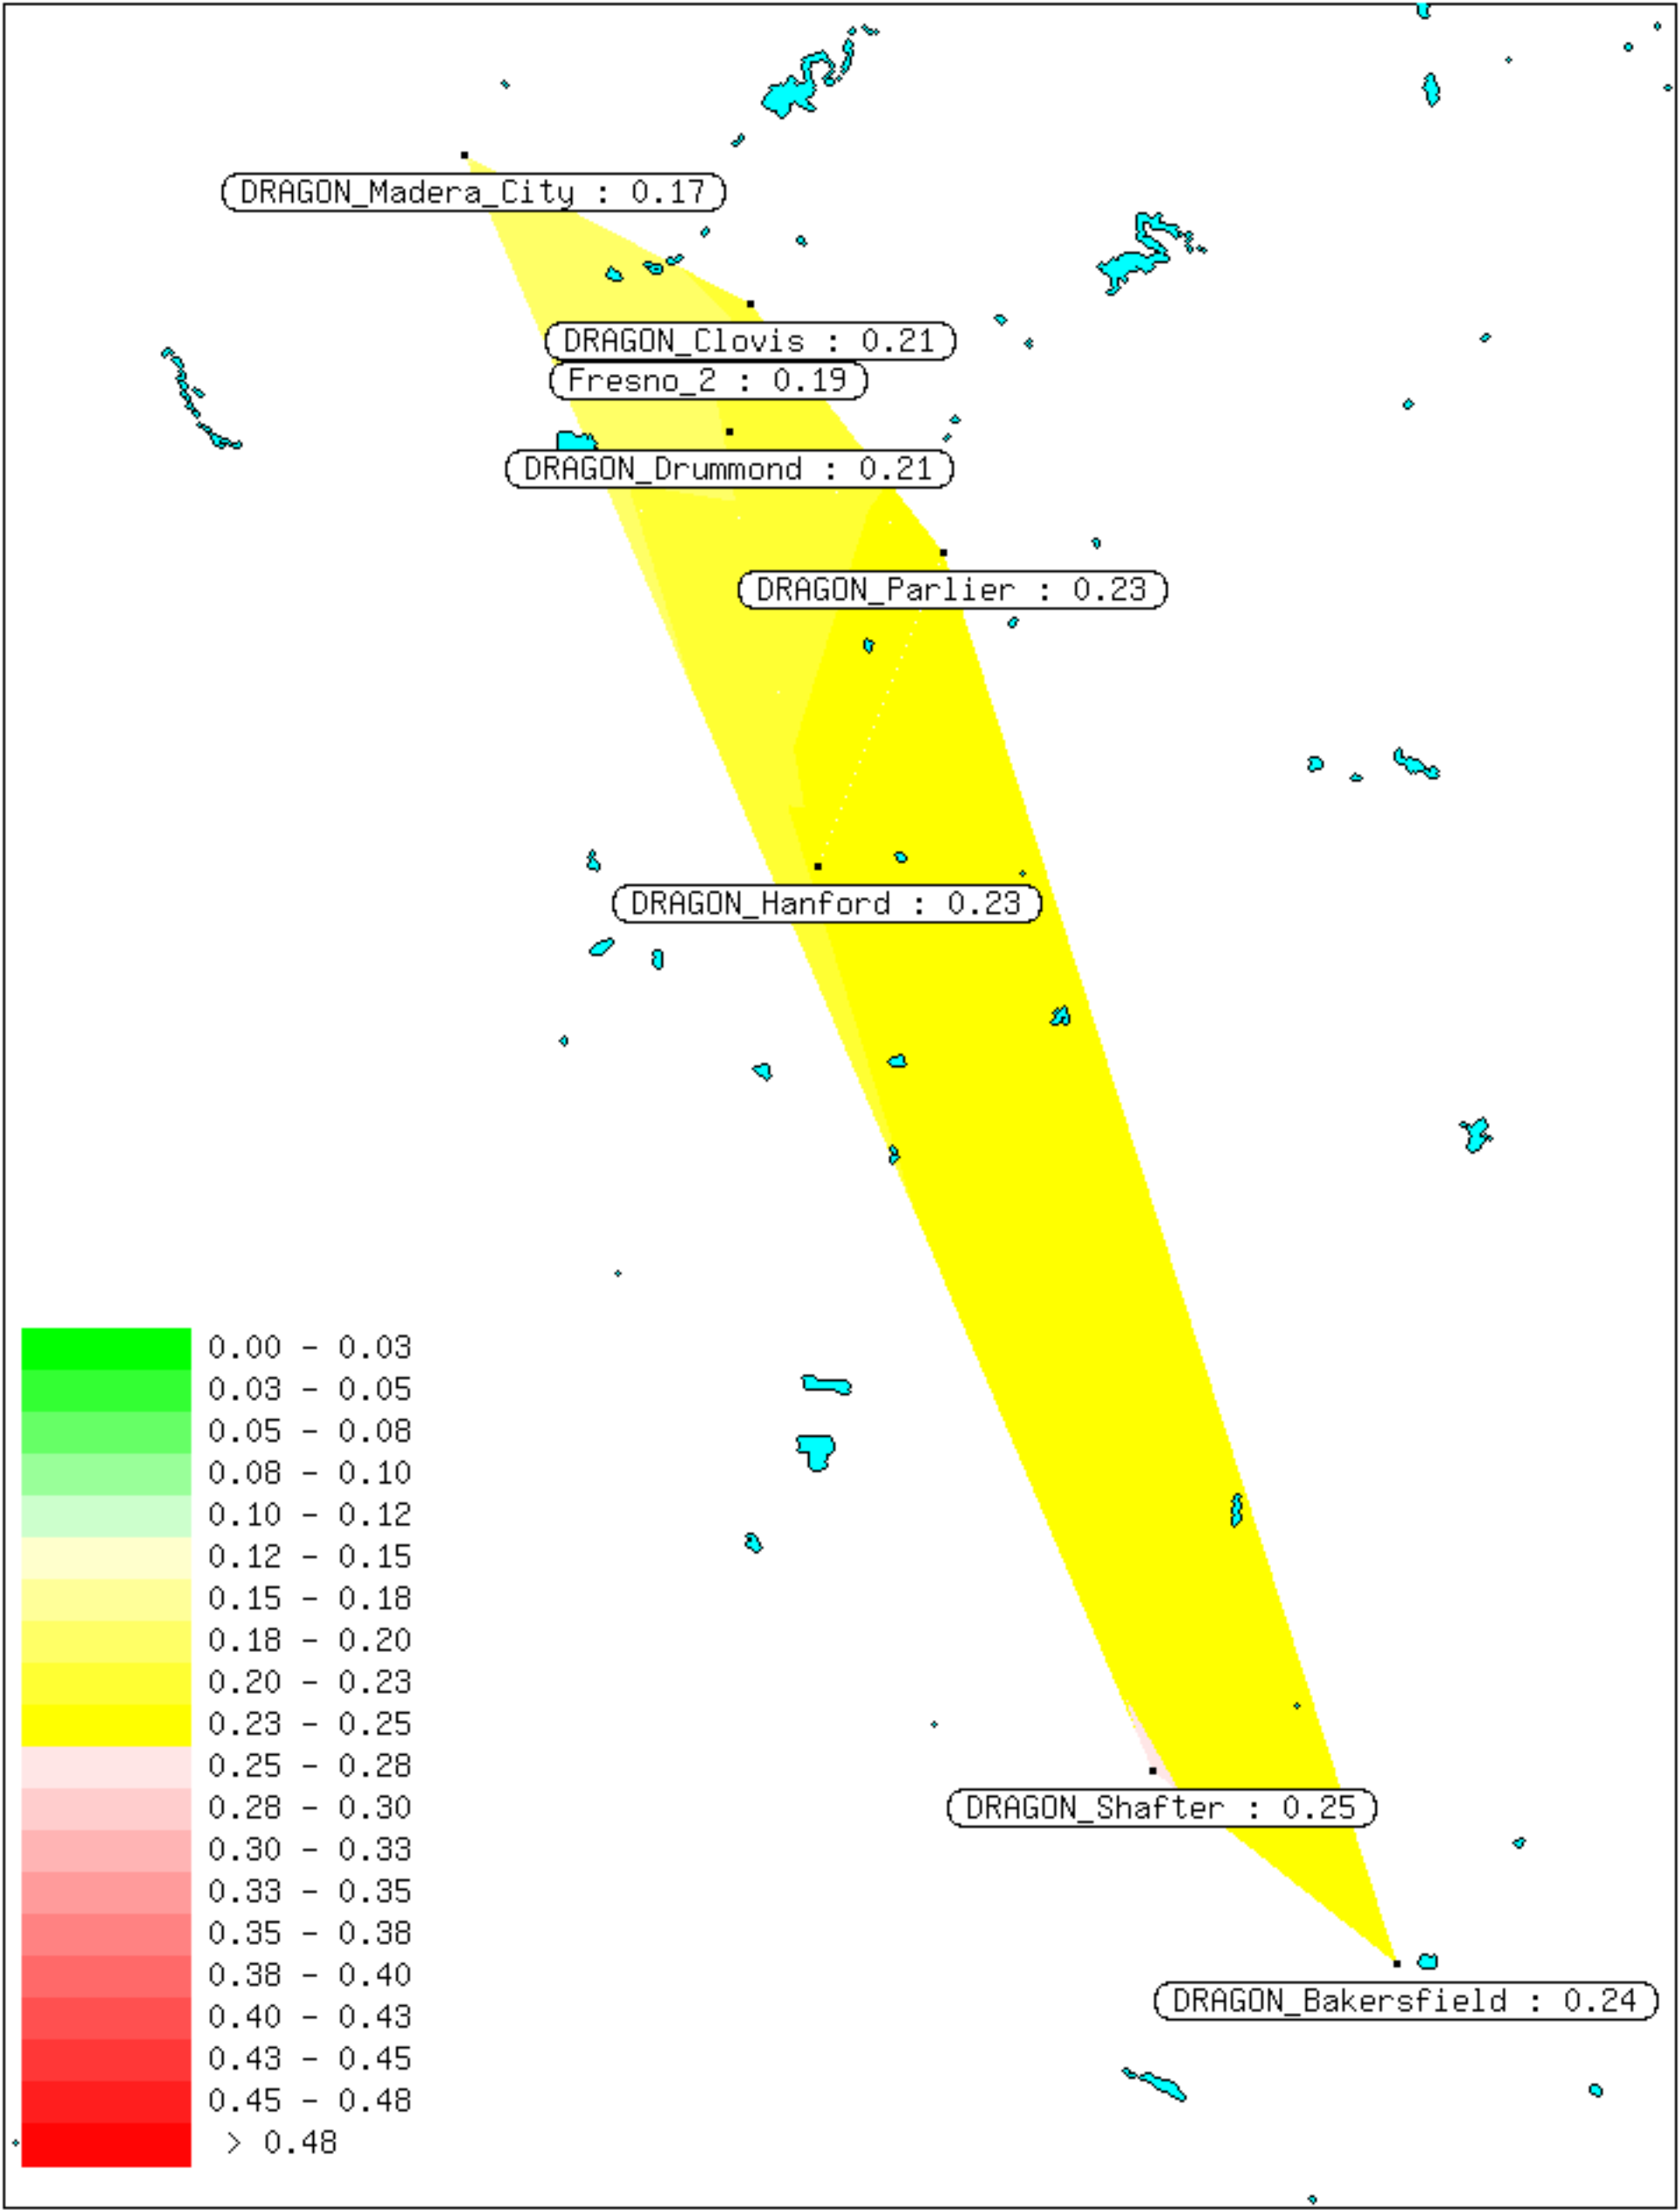 DRAGON_Madera_City : 0.17
DRAGON_Clovis : 0.21
Fresno_2 : 0.19
DRAGON_Drummond : 0.21
DRAGON_Parlier : 0.23
DRAGON_Hanford : 0.23
0.00 - 0.03
0.03 - 0.05
0.05 - 0.08
0.08 - 0.10
0.10 - 0.12
0.12 - 0.15
0.15 - 0.18
0.18 - 0.20
0.20 - 0.23
0.23 - 0.25
0.25 - 0.28
0.28 - 0.30
0.30 - 0.33
0.33 - 0.35
0.35 - 0.38
0.38 - 0.40
0.40 - 0.43
0.43 - 0.45
0.45 - 0.48
> 0.48
DRAGON_Shafter : 0.25
DRAGON_Bakersfield : 0.24